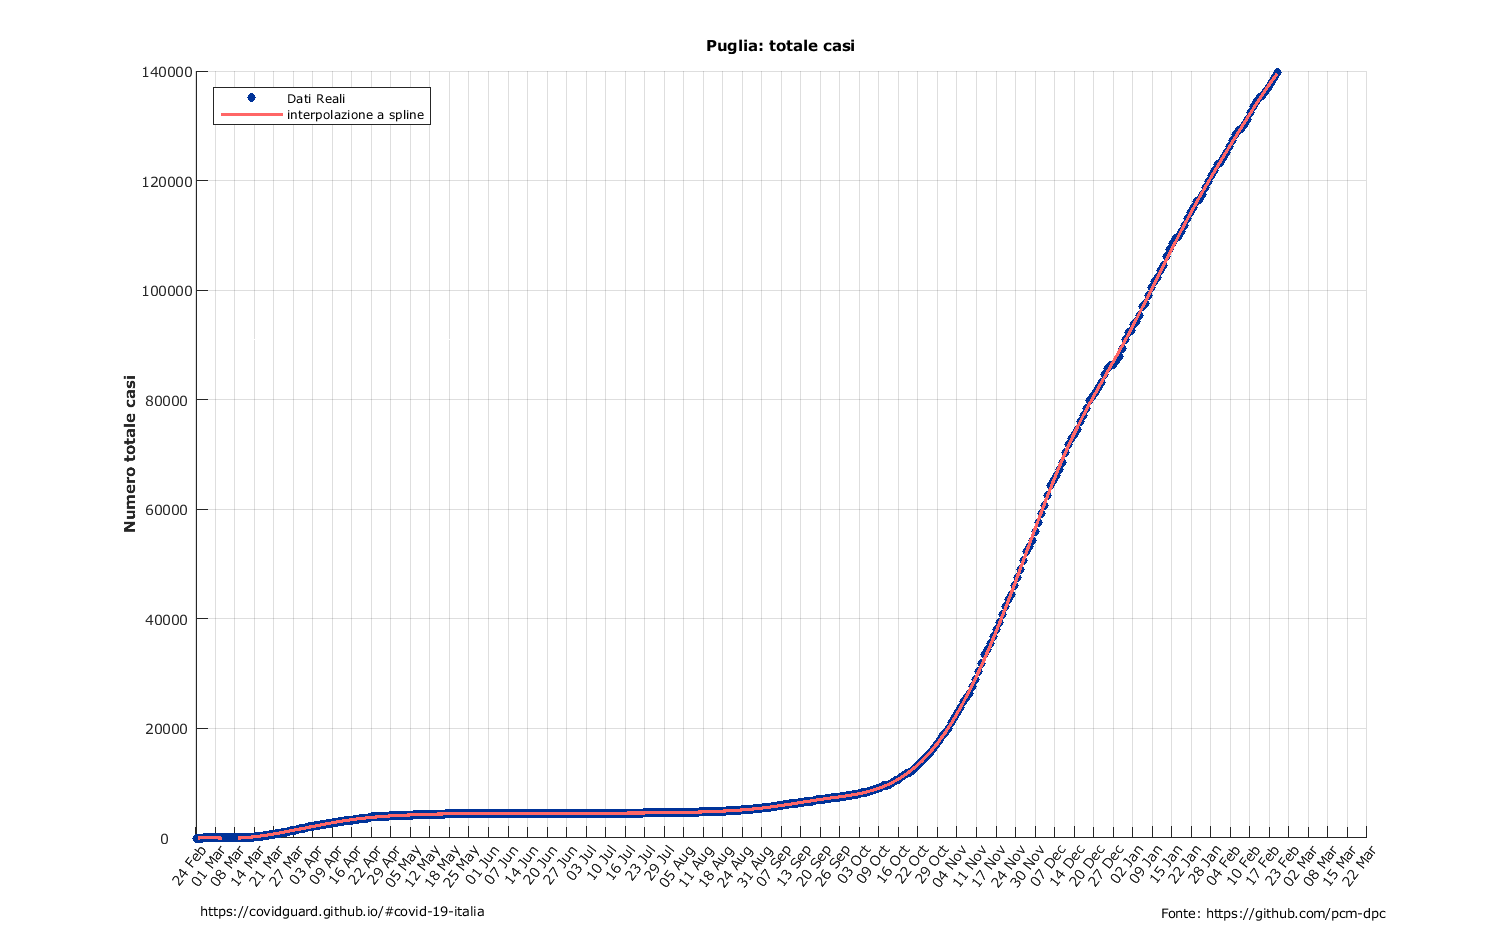 Puglia: totale casi
140000
120000
100000
80000
60000
40000
20000
0
Numero totale casi
Dati Reali
interpolazione a spline
24 Feb
01 Mar
08 Mar
14 Mar
21 Mar
27 Mar
03 Apr
09 Apr
16 Apr
22 Apr
29 Apr
05 May
12 May
18 May
25 May
01 Jun
07 Jun
14 Jun
20 Jun
27 Jun
03 Jul
10 Jul
16 Jul
23 Jul
29 Jul
05 Aug
11 Aug
18 Aug
24 Aug
31 Aug
07 Sep
13 Sep
20 Sep
26 Sep
03 Oct
09 Oct
16 Oct
22 Oct
29 Oct
04 Nov
11 Nov
17 Nov
24 Nov
30 Nov
07 Dec
14 Dec
20 Dec
27 Dec
02 Jan
09 Jan
15 Jan
22 Jan
28 Jan
04 Feb
10 Feb
17 Feb
23 Feb
02 Mar
08 Mar
15 Mar
22 Mar
https://covidguard.github.io/#covid-19-italia
Fonte: https://github.com/pcm-dpc